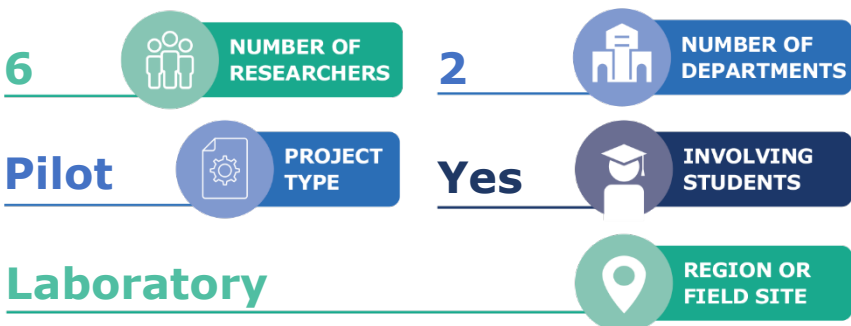 6
NUMBER OF
RESEARCHERS
2
NUMBER OF
DEPARTMENTS
Pilot
PROJECT
TYPE
Yes
INVOLVING
STUDENTS
Laboratory
REGION OR
FIELD SITE